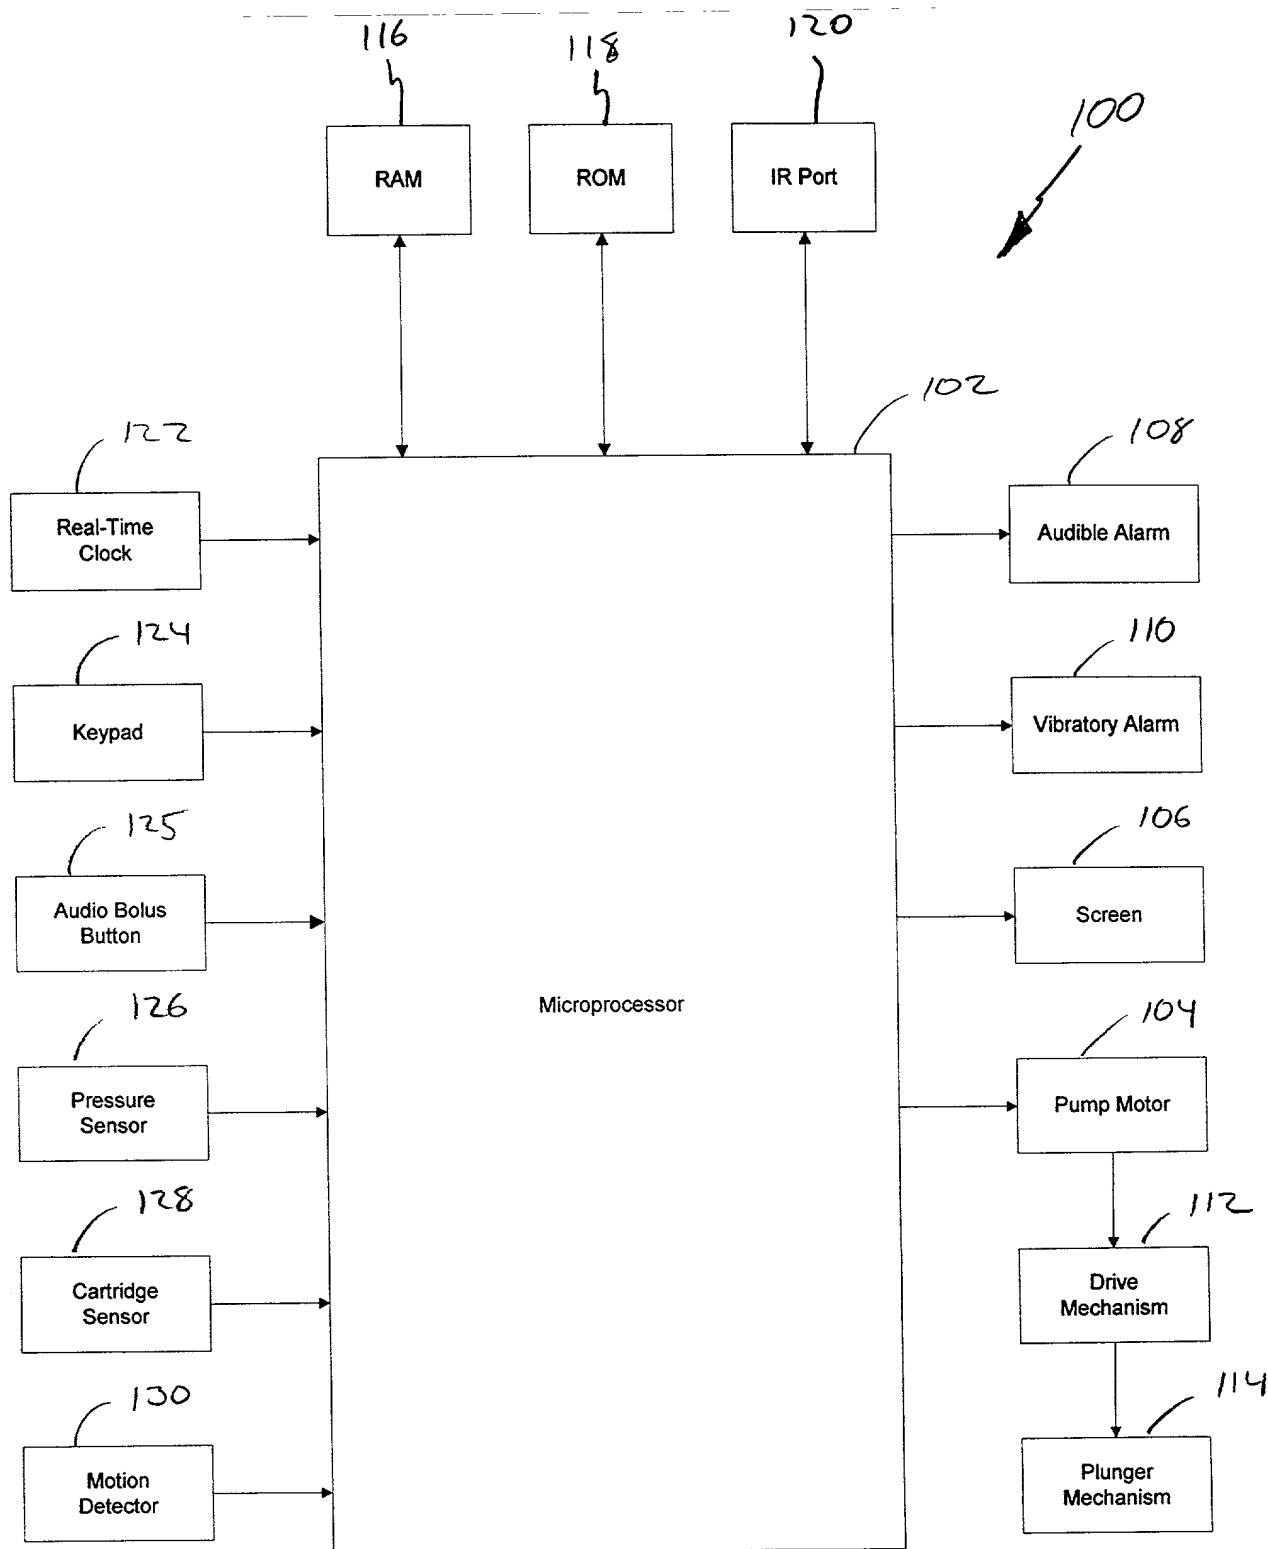 116
118
120
100
RAM
ROM
IR Port
102
122
108
Real-Time
Clock
Audible Alarm
124
110
Keypad
Vibratory Alarm
125
106
Audio Bolus
Button
Screen
Microprocessor
126
104
Pressure
Sensor
Pump Motor
128
112
Cartridge
Sensor
Drive
Mechanism
130
114
Motion
Detector
Plunger
Mechanism